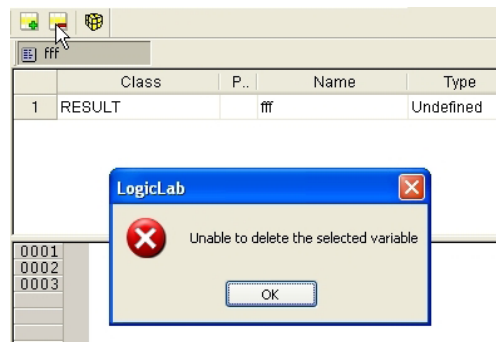 fff
Class P.. Name Type
1 RESULT fff Undefined
LogicLab
Unable to delete the selected variable
OK
0001
0002
0003